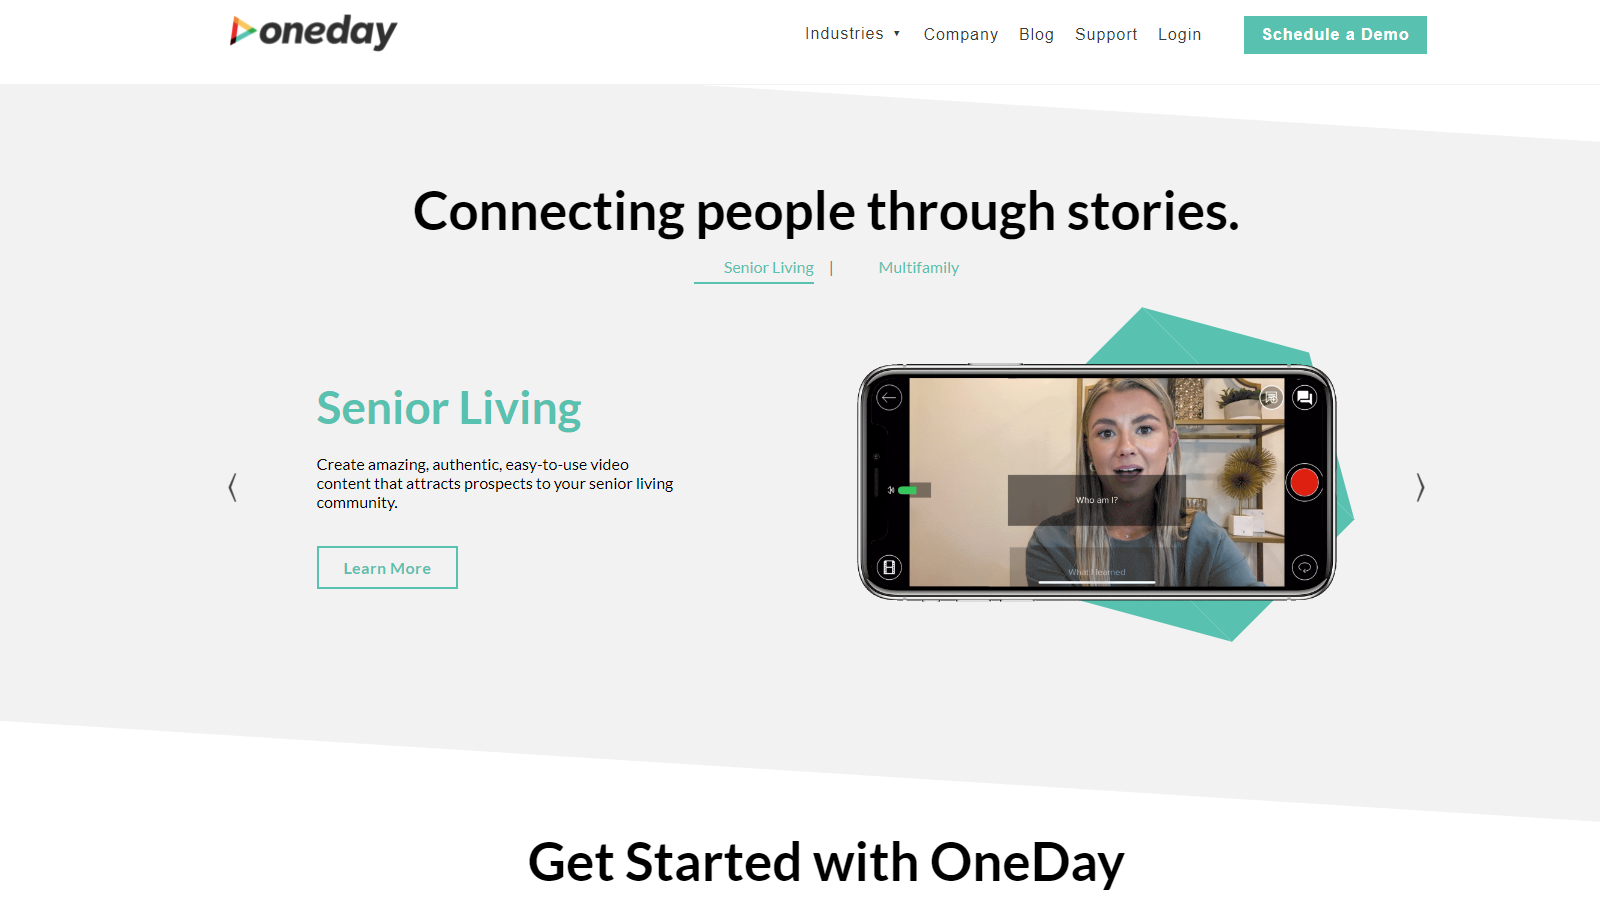 oneday
Industries ▼ Company Blog Support Login Schedule a Demo
Connecting people through stories.
Senior Living | Multifamily
Senior Living
Create amazing, authentic, easy-to-use video
content that attracts prospects to your senior living
community.
Learn More
Who am I?
What I learned
Get Started with OneDay